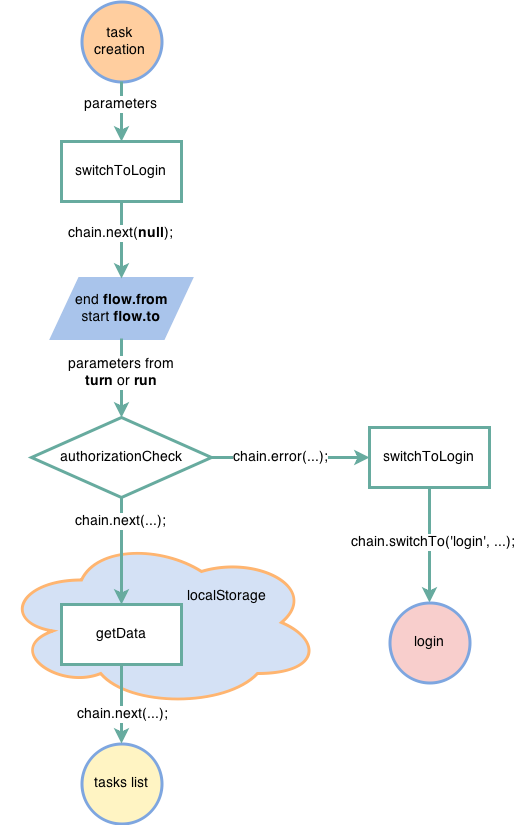 task
creation
parameters
switchToLogin
chain.next(null);
end flow.from
start flow.to
parameters from
turn or run
authorizationCheck
chain.error(...);
switchToLogin
chain.next(...);
chain.switchTo('login', ...);
localStorage
getData
login
chain.next(...);
tasks list